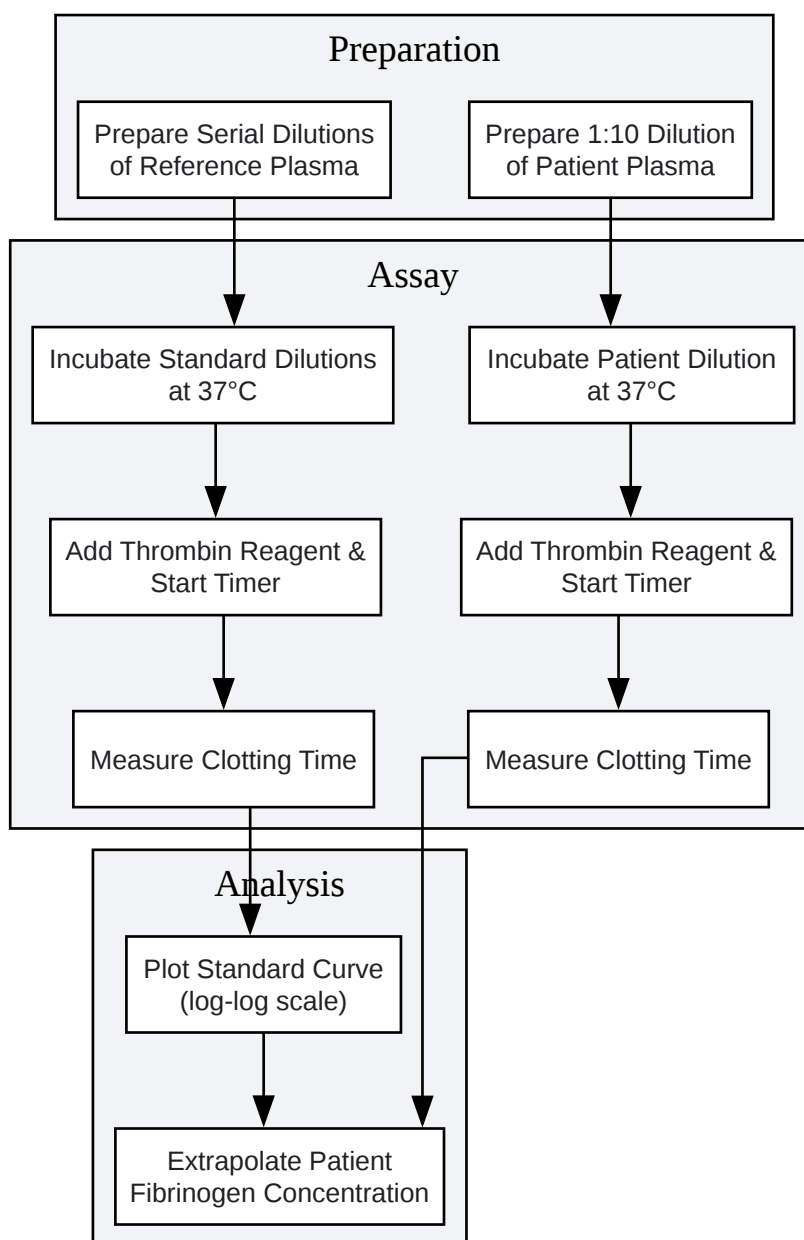 Preparation
Prepare Serial Dilutions
of Reference Plasma
Prepare 1:10 Dilution
of Patient Plasma
Assay
Incubate Standard Dilutions
at 37°C
Incubate Patient Dilution
at 37°C
Add Thrombin Reagent &
Start Timer
Add Thrombin Reagent &
Start Timer
Measure Clotting Time
Measure Clotting Time
Analysis
Plot Standard Curve
(log-log scale)
Extrapolate Patient
Fibrinogen Concentration